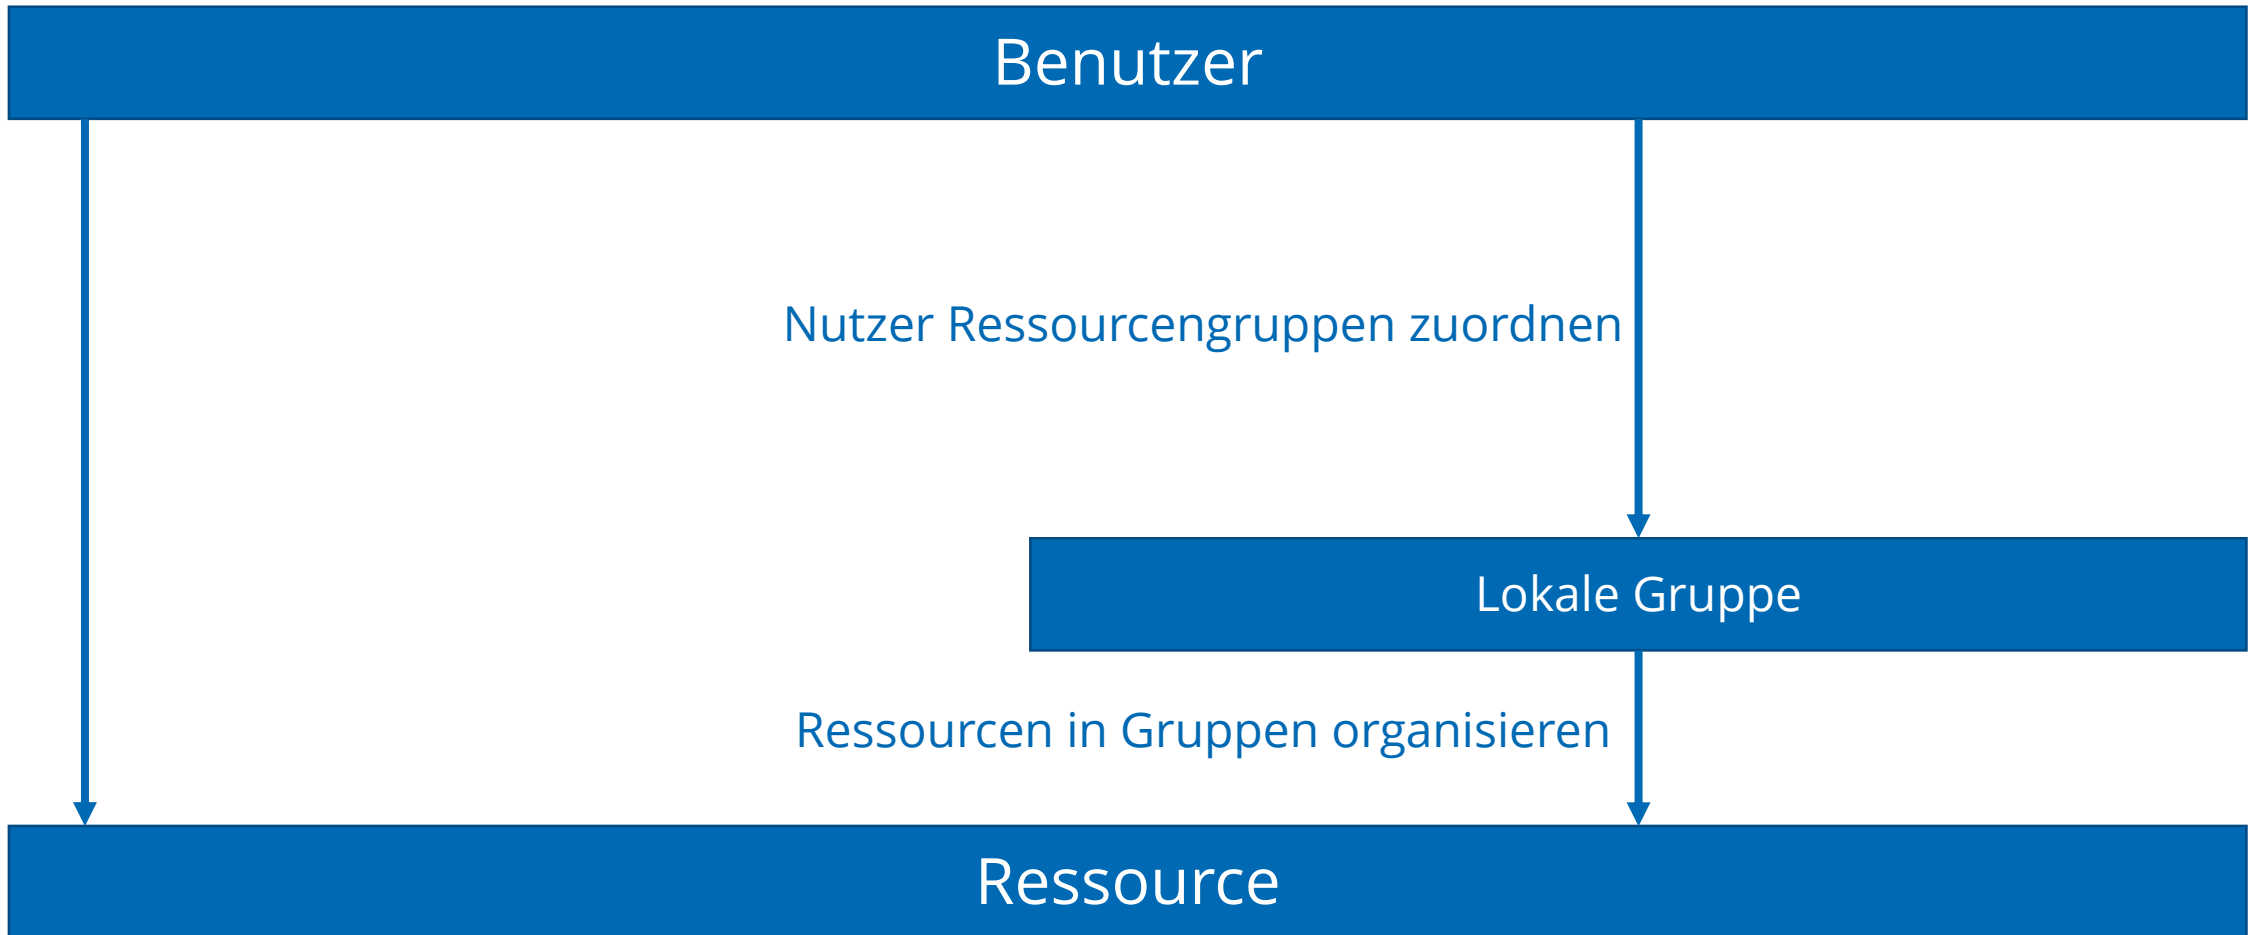 Benutzer
Nutzer Ressourcengruppen zuordnen
Lokale Gruppe
Ressourcen in Gruppen organisieren
Ressource